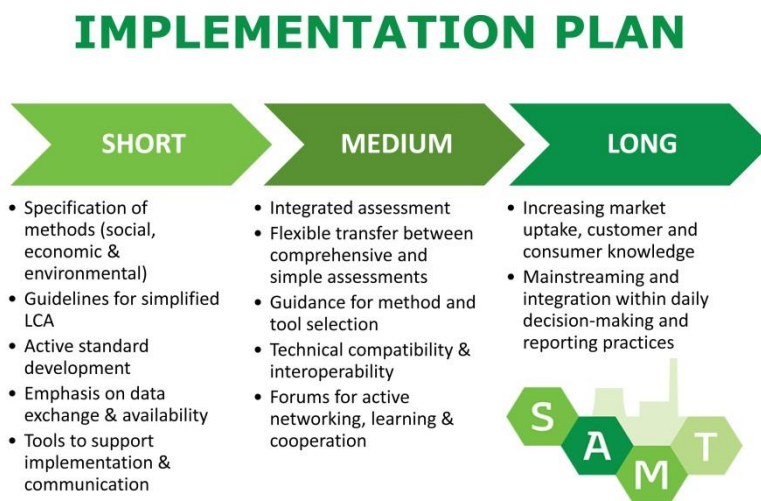 IMPLEMENTATION PLAN
SHORT
• Specification of
methods (social,
economic &
environmental)
• Guidelines for simplified
LCA
• Active standard
development
• Emphasis on data
exchange & availability
• Tools to support
implementation &
communication
MEDIUM
• Integrated assessment
• Flexible transfer between
comprehensive and
simple assessments
• Guidance for method and
tool selection
• Technical compatibility &
interoperability
• Forums for active
networking, learning &
cooperation
LONG
• Increasing market
uptake, customer and
consumer knowledge
• Mainstreaming and
integration within daily
decision-making and
reporting practices
SAMT